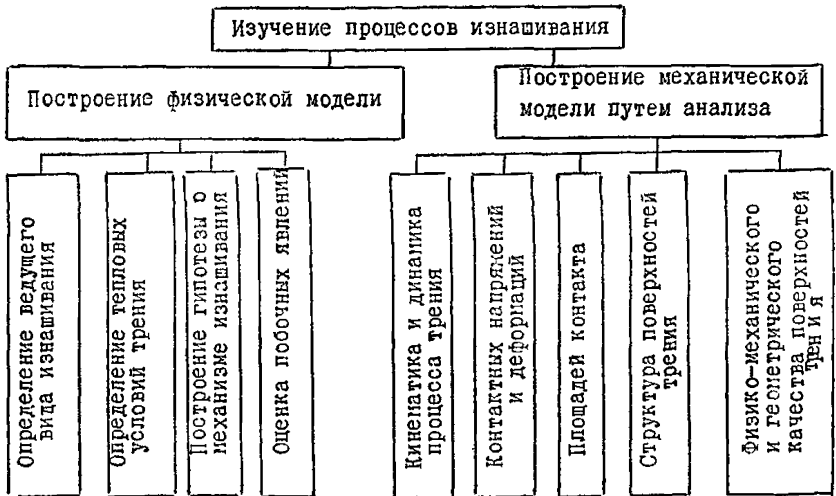 Изучение процессов изнашивания
Построение физической модели
Построение механической
модели путем анализа
Определение ведущего
вида изнашивания
Определение тепловых
условий трения
Построение гипотезы о
механизме изнашивания
Оценка побочных явлений
Кинематика и динамика
процесса трения
Контактных напряжений
и деформаций
Площадей контакта
Структура поверхностей
трения
Физико-механического
и геометрического
качества поверхностей
трения